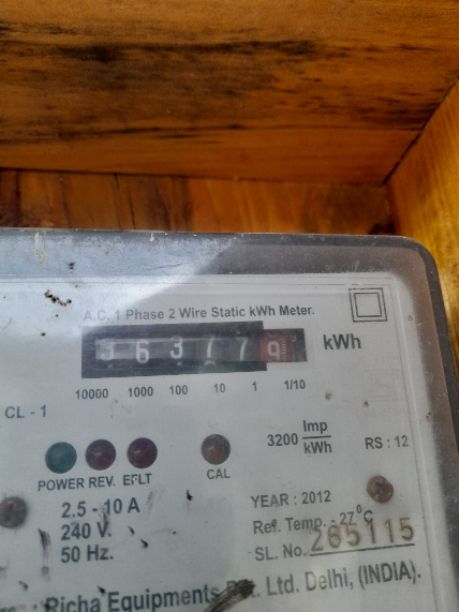 A.C. 1 Phase 2 Wire Static kWh Meter.
6377 kWh
10000 1000 100 10 1 1/10
CL - 1
3200 Imp/kWh
RS : 12
POWER REV. EFLT
CAL
2.5 - 10 A
240 V.
50 Hz.
YEAR : 2012
Ref. Temp. - 27°C
SL. No. 265115
Richa Equipments Pvt. Ltd. Delhi, (INDIA).